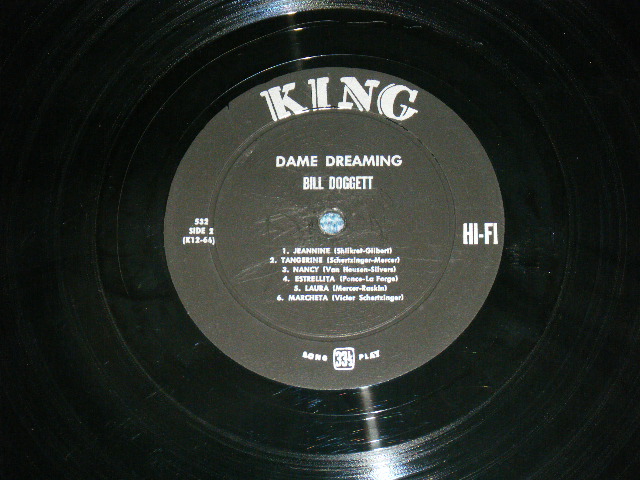 KING
DAME DREAMING
BILL DOGGETT
532
SIDE 2
(K12-64)
HI-FI
1. JEANNINE (Shilkret-Gilbert)
2. TANGERINE (Schertzinger-Mercer)
3. NANCY (Van Heusen-Silvers)
4. ESTRELLITA (Ponce-La Forge)
5. LAURA (Mercer-Raskin)
6. MARCHETA (Victor Schertzinger)
LONG 33⅓ PLAY